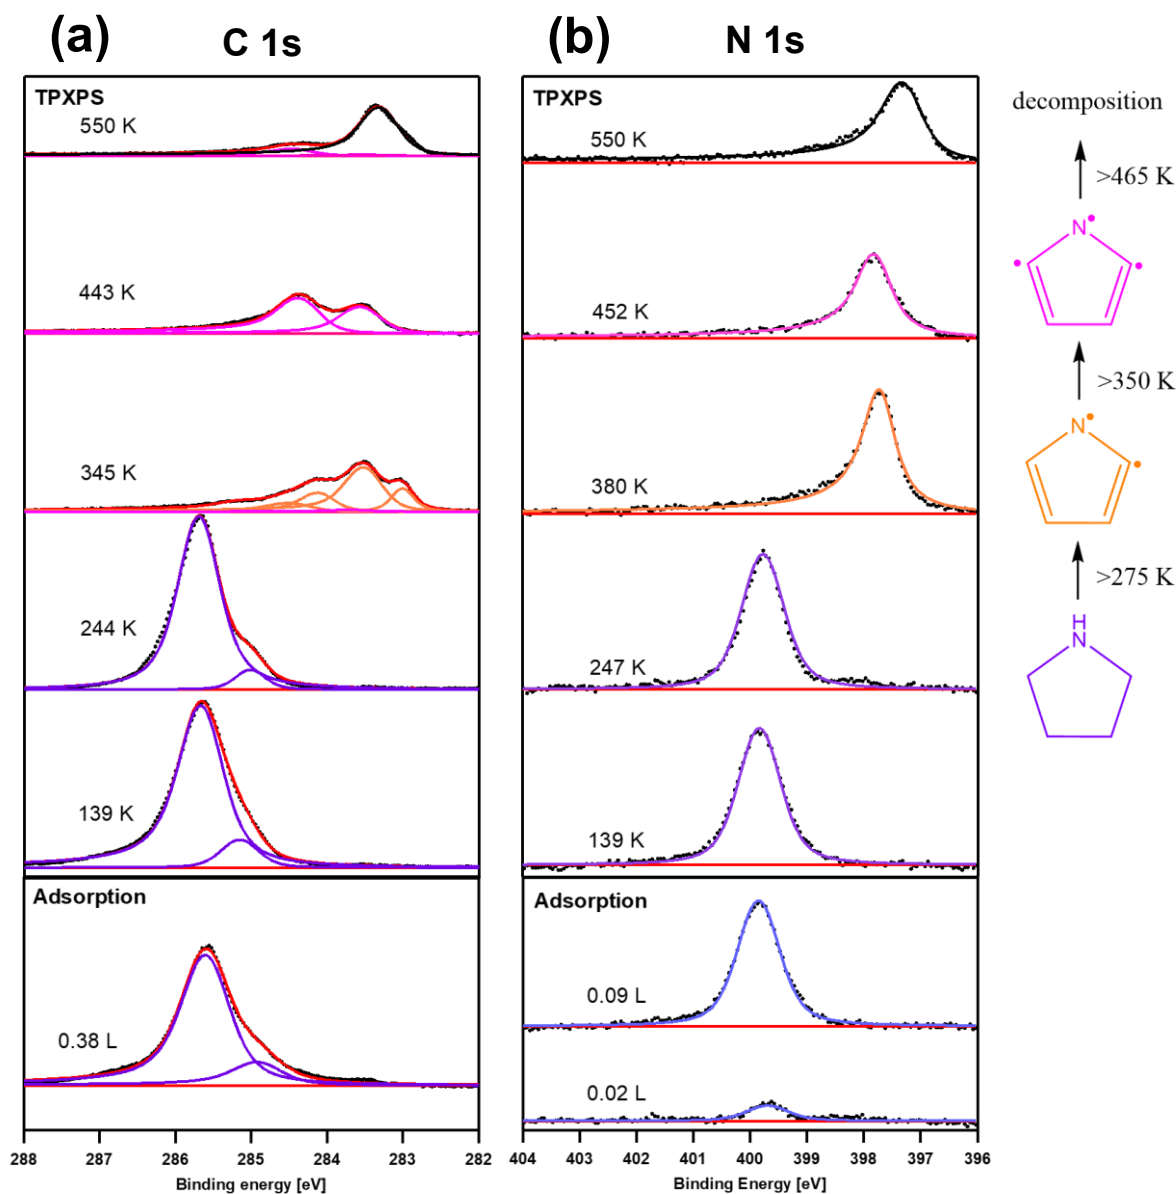 (a) C 1s
TPXPS
550 K
443 K
345 K
244 K
139 K
Adsorption
0.38 L
288 287 286 285 284 283 282
Binding energy [eV]
(b) N 1s
TPXPS
550 K
452 K
380 K
247 K
139 K
Adsorption
0.09 L
0.02 L
404 403 402 401 400 399 398 397 396
Binding Energy [eV]
decomposition
>465 K
N
>350 K
N
>275 K
H
N